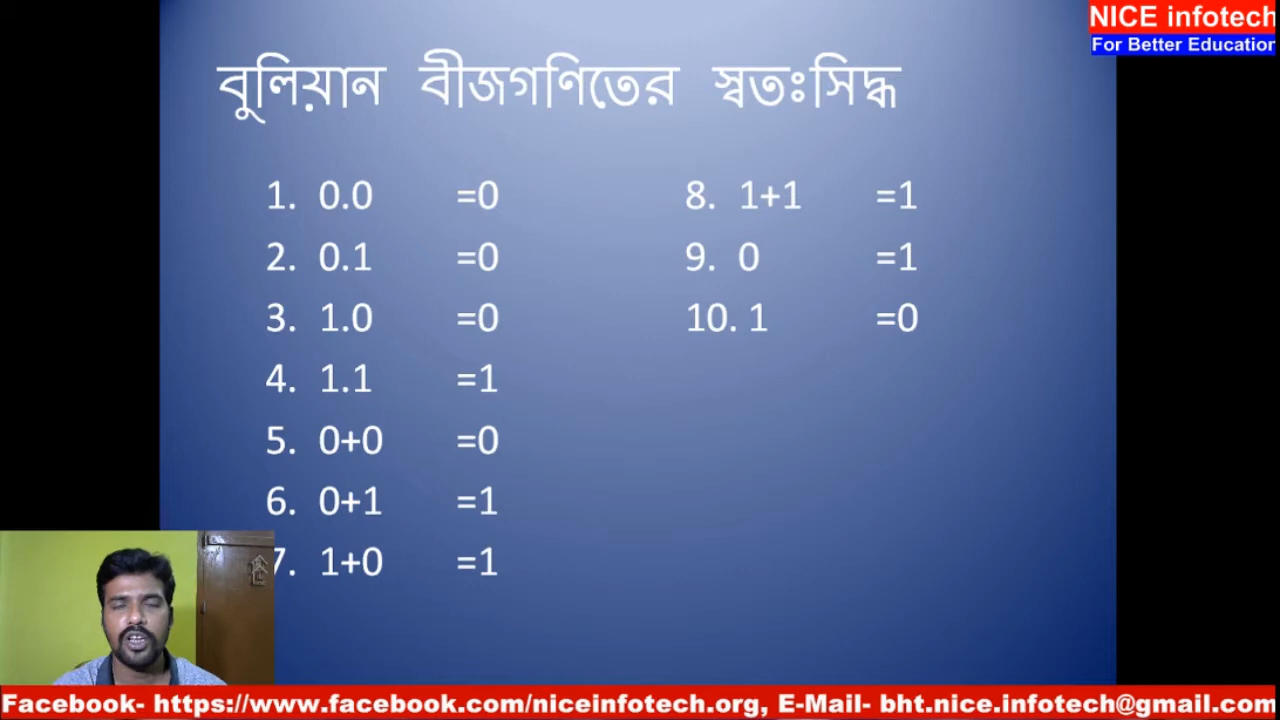 NICE infotech
For Better Education
বুলিয়ান বীজগণিতের স্বতঃসিদ্ধ
1. 0.0 =0
2. 0.1 =0
3. 1.0 =0
4. 1.1 =1
5. 0+0 =0
6. 0+1 =1
7. 1+0 =1
8. 1+1 =1
9. 0 =1
10. 1 =0
Facebook- https://www.facebook.com/niceinfotech.org, E-Mail- bht.nice.infotech@gmail.com